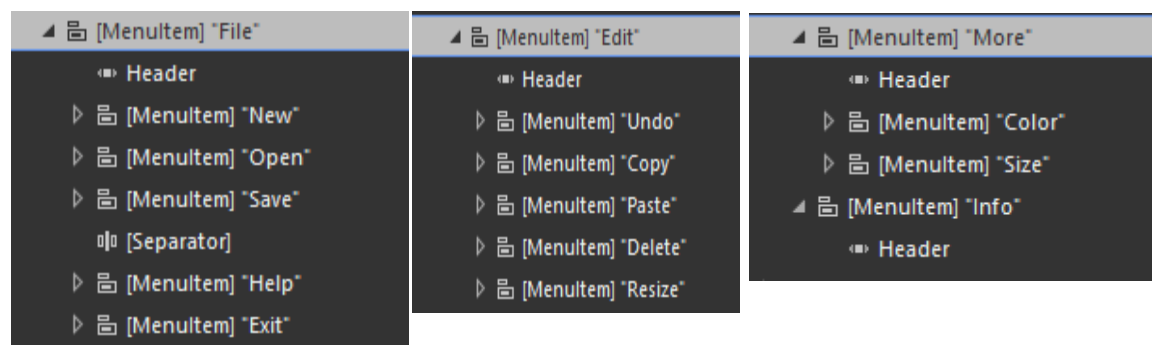 [MenuItem] "File"
Header
[MenuItem] "New"
[MenuItem] "Open"
[MenuItem] "Save"
[Separator]
[MenuItem] "Help"
[MenuItem] "Exit"
[MenuItem] "Edit"
Header
[MenuItem] "Undo"
[MenuItem] "Copy"
[MenuItem] "Paste"
[MenuItem] "Delete"
[MenuItem] "Resize"
[MenuItem] "More"
Header
[MenuItem] "Color"
[MenuItem] "Size"
[MenuItem] "Info"
Header